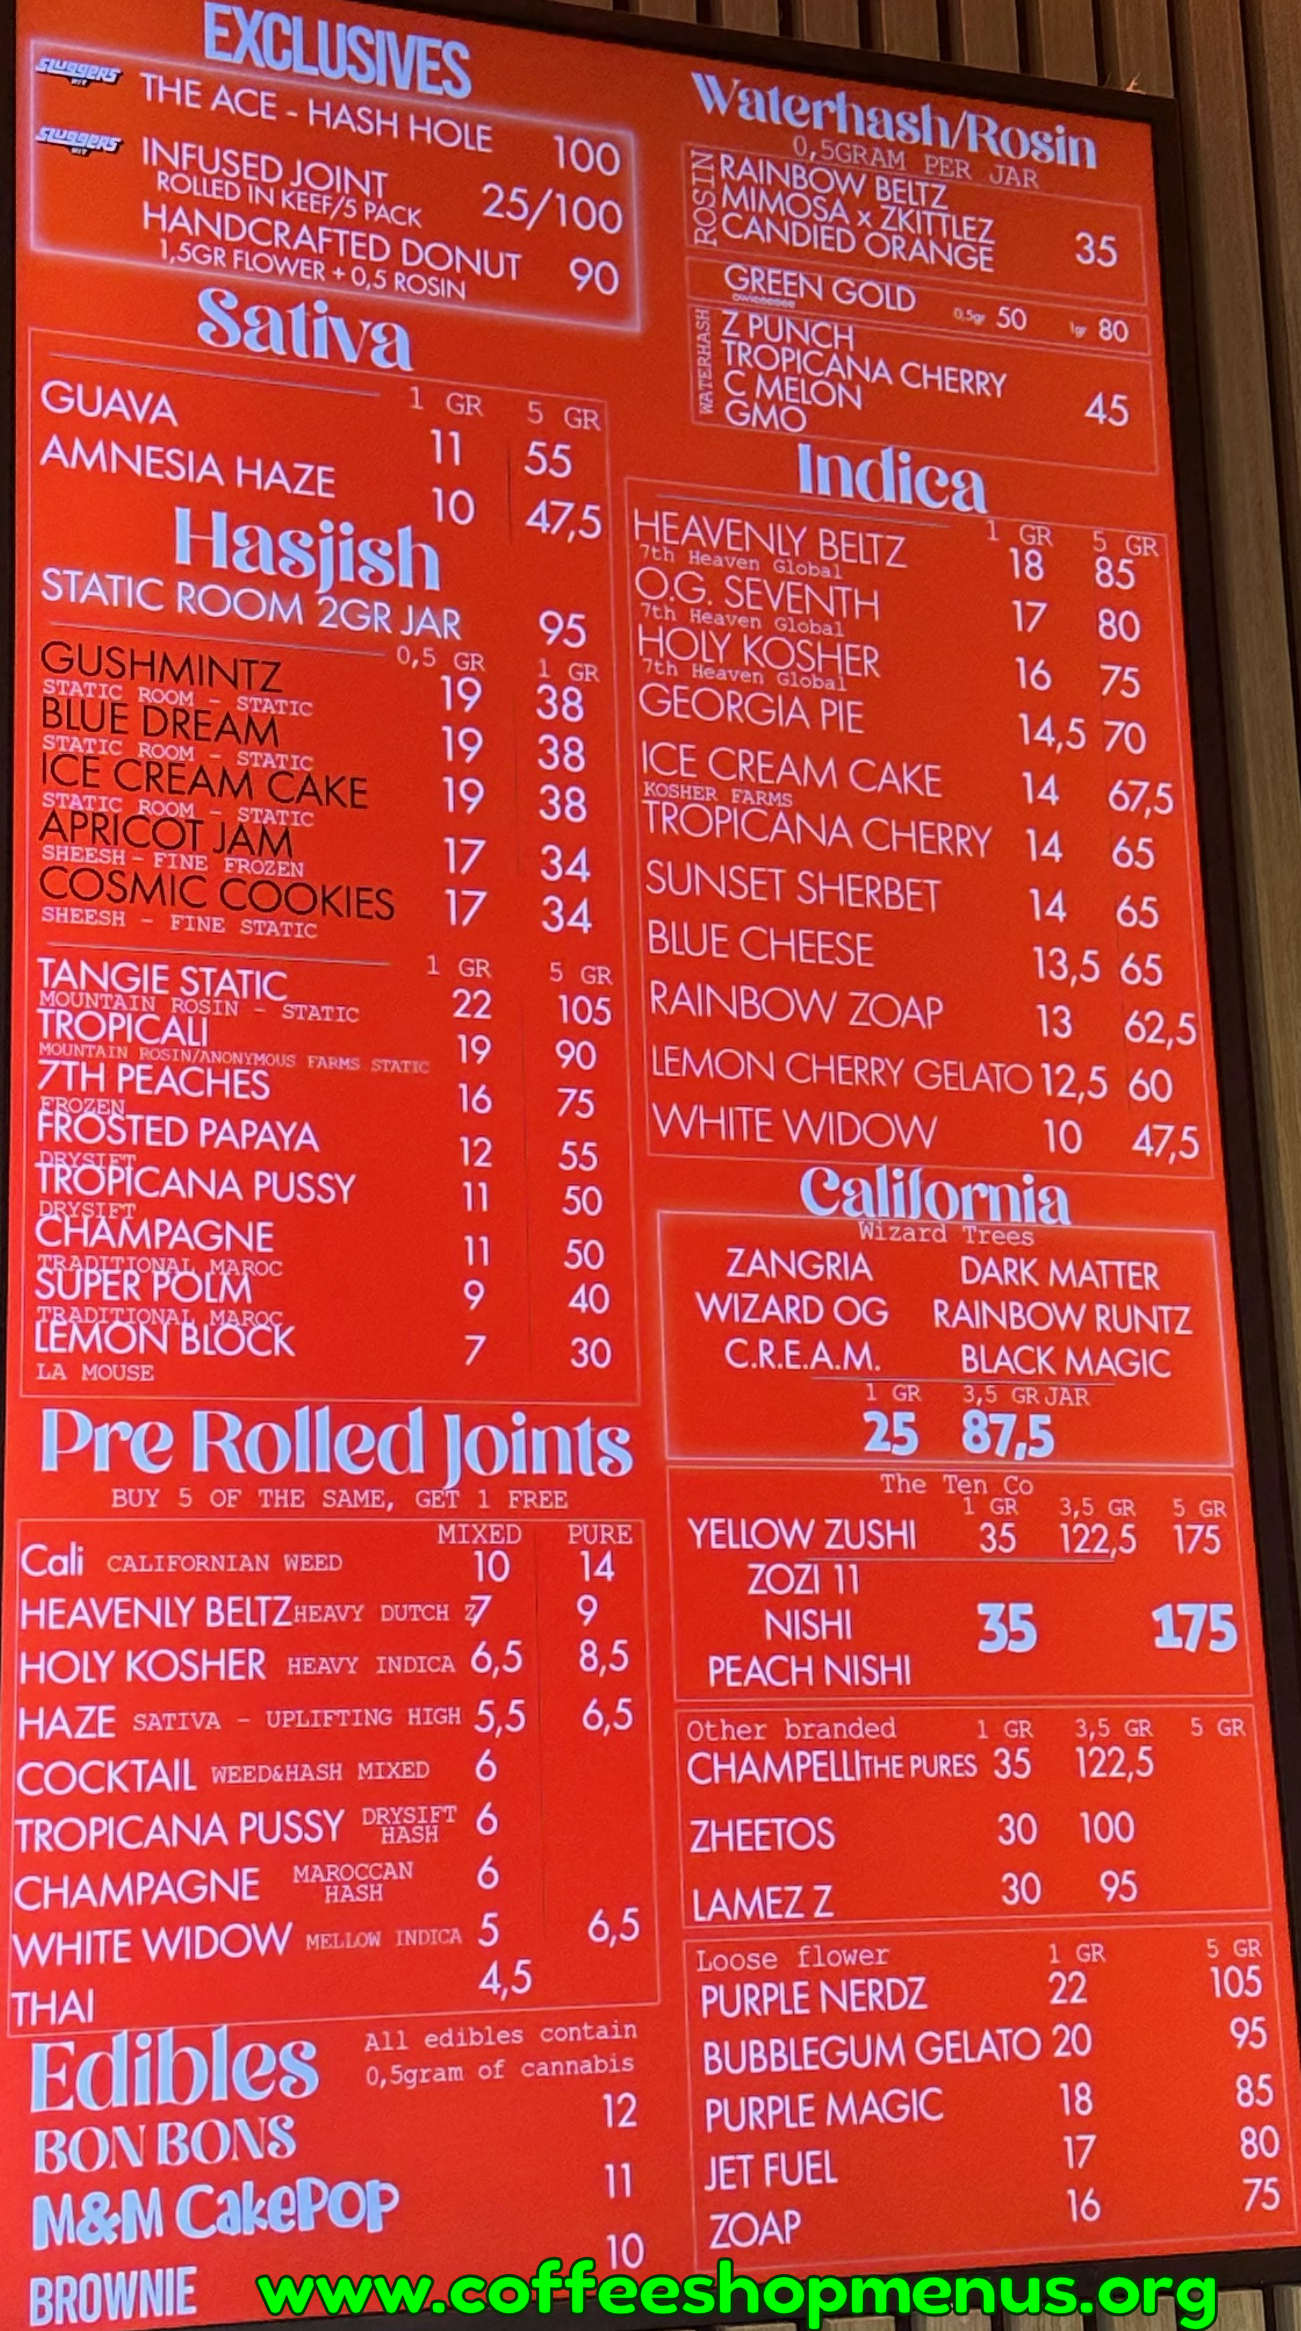 EXCLUSIVES
SLUGGERS HIT THE ACE - HASH HOLE 100
SLUGGERS HIT INFUSED JOINT 25/100
ROLLED IN KEEF/5 PACK
HANDCRAFTED DONUT 90
1,5GR FLOWER + 0,5 ROSIN
Sativa
1 GR 5 GR
GUAVA 11 55
AMNESIA HAZE 10 47,5
Hasjish
STATIC ROOM 2GR JAR 95
0,5 GR 1 GR
GUSHMINTZ 19 38
STATIC ROOM - STATIC
BLUE DREAM 19 38
STATIC ROOM - STATIC
ICE CREAM CAKE 19 38
STATIC ROOM - STATIC
APRICOT JAM 17 34
SHEESH - FINE FROZEN
COSMIC COOKIES 17 34
SHEESH - FINE STATIC
1 GR 5 GR
TANGIE STATIC 22 105
MOUNTAIN ROSIN - STATIC
TROPICALI 19 90
MOUNTAIN ROSIN/ANONYMOUS FARMS STATIC
7TH PEACHES 16 75
FROZEN
FROSTED PAPAYA 12 55
DRYSIFT
TROPICANA PUSSY 11 50
DRYSIFT
CHAMPAGNE 11 50
TRADITIONAL MAROC
SUPER POLM 9 40
TRADITIONAL MAROC
LEMON BLOCK 7 30
LA MOUSE
Pre Rolled Joints
BUY 5 OF THE SAME, GET 1 FREE
MIXED PURE
Cali CALIFORNIAN WEED 10 14
HEAVENLY BELTZ HEAVY DUTCH Z 7 9
HOLY KOSHER HEAVY INDICA 6,5 8,5
HAZE SATIVA - UPLIFTING HIGH 5,5 6,5
COCKTAIL WEED&HASH MIXED 6
TROPICANA PUSSY DRYSIFT HASH 6
CHAMPAGNE MAROCCAN HASH 6
WHITE WIDOW MELLOW INDICA 5 6,5
THAI 4,5
Edibles
All edibles contain
0,5gram of cannabis
BON BONS 12
M&M CakePOP 11
BROWNIE 10
Waterhash/Rosin
0,5GRAM PER JAR
ROSIN
RAINBOW BELTZ
MIMOSA x ZKITTLEZ
CANDIED ORANGE 35
GREEN GOLD 0,5gr 50 1gr 80
WATERHASH
Z PUNCH
TROPICANA CHERRY
C MELON 45
GMO
Indica
1 GR 5 GR
HEAVENLY BELTZ 18 85
7th Heaven Global
O.G. SEVENTH 17 80
7th Heaven Global
HOLY KOSHER 16 75
7th Heaven Global
GEORGIA PIE 14,5 70
ICE CREAM CAKE 14 67,5
KOSHER FARMS
TROPICANA CHERRY 14 65
SUNSET SHERBET 14 65
BLUE CHEESE 13,5 65
RAINBOW ZOAP 13 62,5
LEMON CHERRY GELATO 12,5 60
WHITE WIDOW 10 47,5
California
Wizard Trees
ZANGRIA DARK MATTER
WIZARD OG RAINBOW RUNTZ
C.R.E.A.M. BLACK MAGIC
1 GR 3,5 GR JAR
25 87,5
The Ten Co
1 GR 3,5 GR 5 GR
YELLOW ZUSHI 35 122,5 175
ZOZI 11
NISHI 35 175
PEACH NISHI
Other branded 1 GR 3,5 GR 5 GR
CHAMPELLI THE PURES 35 122,5
ZHEETOS 30 100
LAMEZ Z 30 95
Loose flower 1 GR 5 GR
PURPLE NERDZ 22 105
BUBBLEGUM GELATO 20 95
PURPLE MAGIC 18 85
JET FUEL 17 80
ZOAP 16 75
www.coffeeshopmenus.org